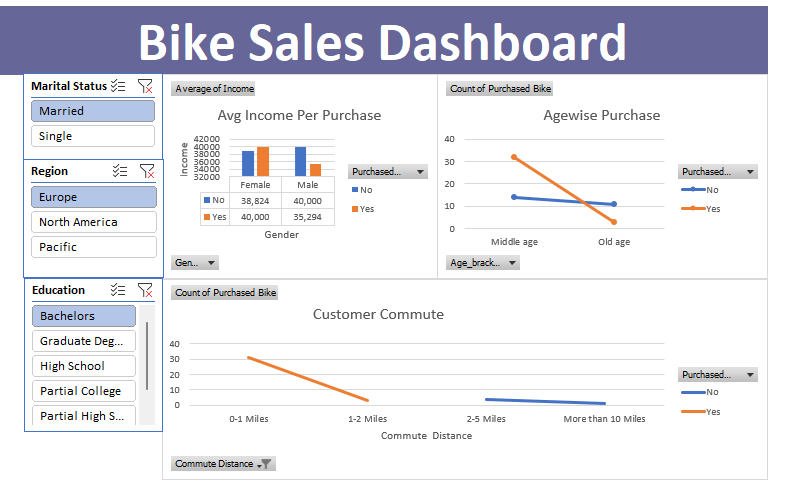 Bike Sales Dashboard
Marital Status
Married
Single
Region
Europe
North America
Pacific
Education
Bachelors
Graduate Deg...
High School
Partial College
Partial High S...
Average of Income
Avg Income Per Purchase
Income
42000
40000
38000
36000
34000
32000
Female Male
No 38,824 40,000
Yes 40,000 35,294
Gender
Purchased...
No
Yes
Gen...
Count of Purchased Bike
Agewise Purchase
40
30
20
10
0
Middle age Old age
Purchased...
No
Yes
Age_brack...
Count of Purchased Bike
Customer Commute
40
30
20
10
0
0-1 Miles 1-2 Miles 2-5 Miles More than 10 Miles
Commute Distance
Purchased...
No
Yes
Commute Distance